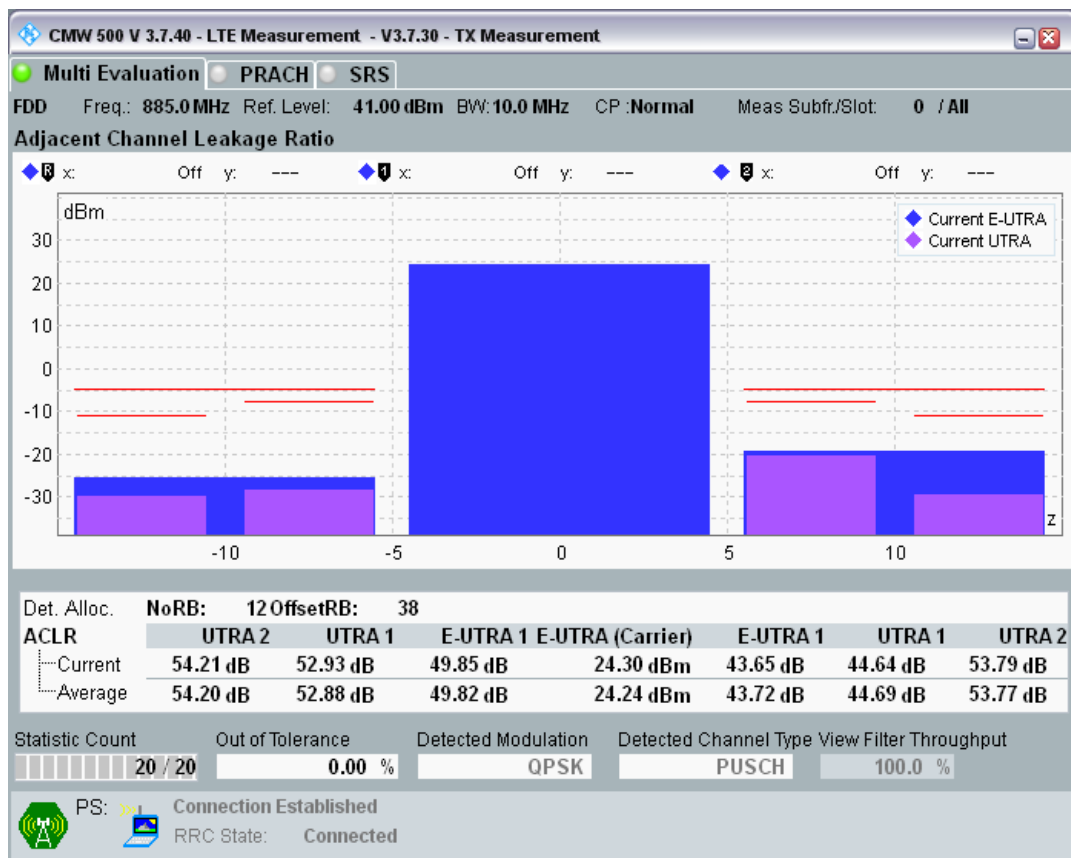 CMW 500 V 3.7.40 - LTE Measurement - V3.7.30 - TX Measurement
Multi Evaluation PRACH SRS
FDD Freq.: 885.0 MHz Ref. Level: 41.00 dBm BW: 10.0 MHz CP :Normal Meas Subfr./Slot: 0 / All
Adjacent Channel Leakage Ratio
R x: Off y: --- 1 x: Off y: --- 2 x: Off y: ---
dBm
Current E-UTRA
Current UTRA
30
20
10
0
-10
-20
-30
z
-10 -5 0 5 10
Det. Alloc. NoRB: 12 OffsetRB: 38
ACLR UTRA 2 UTRA 1 E-UTRA 1 E-UTRA (Carrier) E-UTRA 1 UTRA 1 UTRA 2
Current 54.21 dB 52.93 dB 49.85 dB 24.30 dBm 43.65 dB 44.64 dB 53.79 dB
Average 54.20 dB 52.88 dB 49.82 dB 24.24 dBm 43.72 dB 44.69 dB 53.77 dB
Statistic Count Out of Tolerance Detected Modulation Detected Channel Type View Filter Throughput
20 / 20 0.00 % QPSK PUSCH 100.0 %
PS: Connection Established
RRC State: Connected